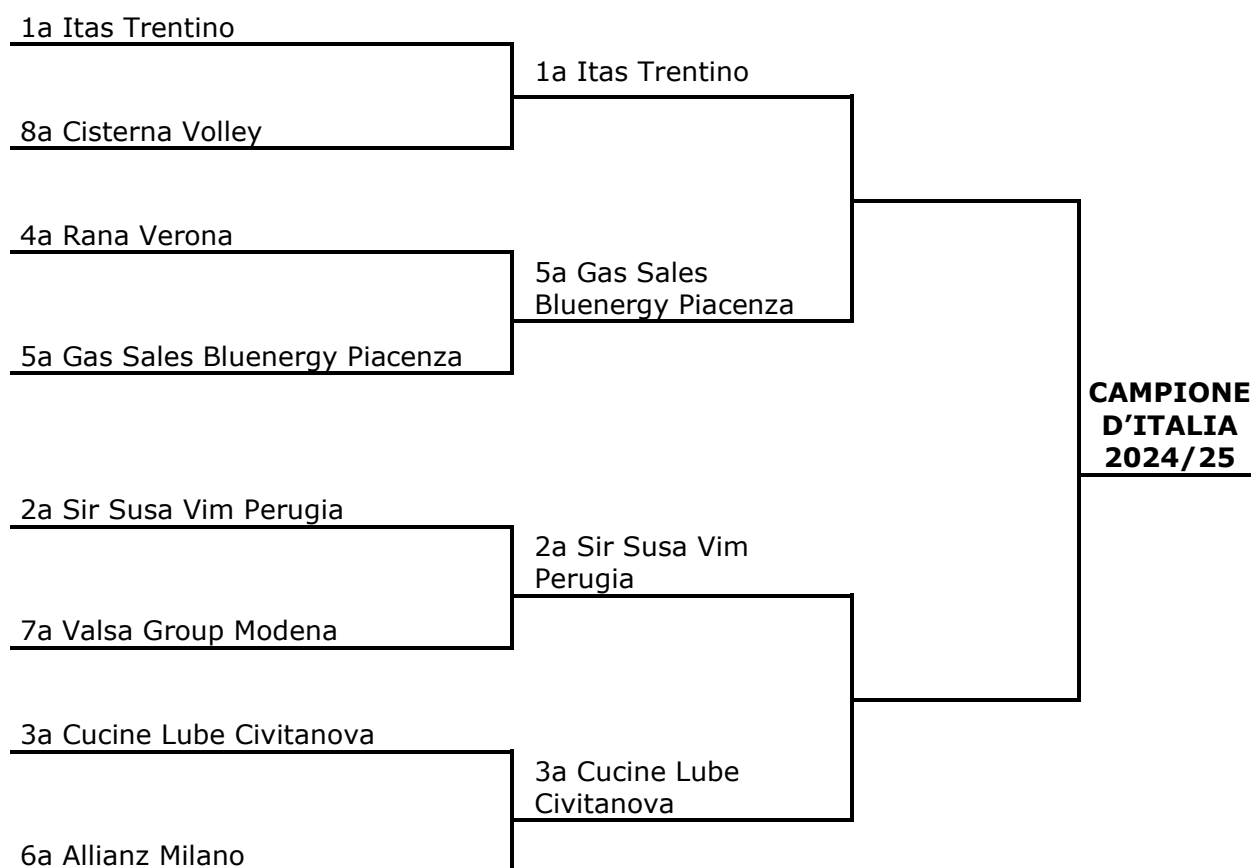 1a Itas Trentino
8a Cisterna Volley
4a Rana Verona
5a Gas Sales Bluenergy Piacenza
2a Sir Susa Vim Perugia
7a Valsa Group Modena
3a Cucine Lube Civitanova
6a Allianz Milano
1a Itas Trentino
5a Gas Sales
Bluenergy Piacenza
2a Sir Susa Vim
Perugia
3a Cucine Lube
Civitanova
CAMPIONE
D’ITALIA
2024/25